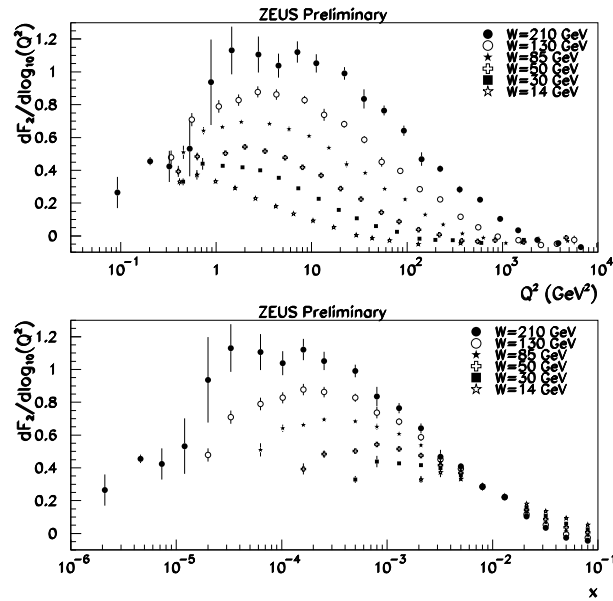 ZEUS Preliminary
dF₂/dlog₁₀(Q²)
1.2
1
0.8
0.6
0.4
0.2
0
W=210 GeV
W=130 GeV
W=85 GeV
W=50 GeV
W=30 GeV
W=14 GeV
10⁻¹ 1 10 10² 10³ 10⁴
Q² (GeV²)
ZEUS Preliminary
dF₂/dlog₁₀(Q²)
1.2
1
0.8
0.6
0.4
0.2
0
W=210 GeV
W=130 GeV
W=85 GeV
W=50 GeV
W=30 GeV
W=14 GeV
10⁻⁶ 10⁻⁵ 10⁻⁴ 10⁻³ 10⁻² 10⁻¹
x